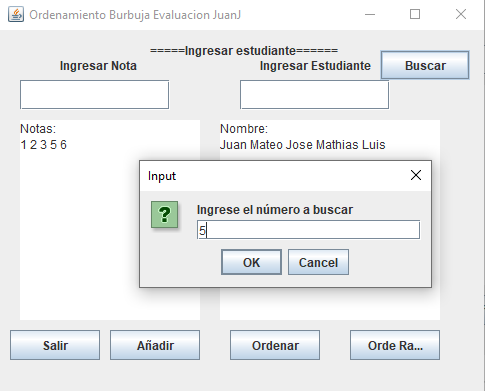 Ordenamiento Burbuja Evaluacion JuanJ
=====Ingresar estudiante======
Ingresar Nota
Ingresar Estudiante
Buscar
Notas:
1 2 3 5 6
Nombre:
Juan Mateo Jose Mathias Luis
Input
?
Ingrese el número a buscar
5
OK
Cancel
Salir
Añadir
Ordenar
Orde Ra...